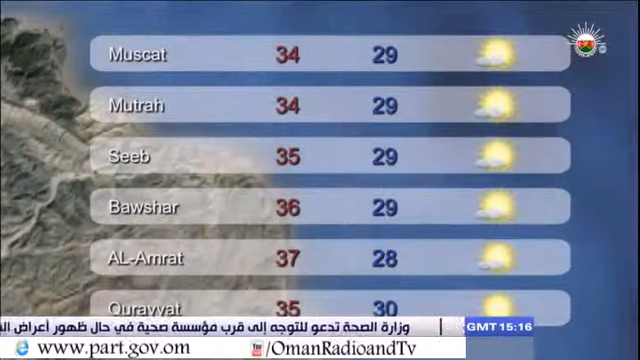 Muscat 34 29
Mutrah 34 29
Seeb 35 29
Bawshar 36 29
AL-Amrat 37 28
Qurayyat 35 30
وزارة الصحة تدعو للتوجه إلى قرب مؤسسة صحية في حال ظهور أعراض
GMT 15:16
www.part.gov.om You Tube /OmanRadioandTv